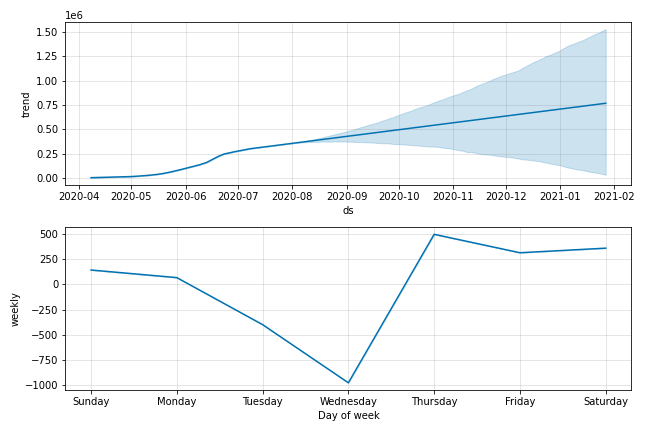 1e6
1.50
1.25
1.00
0.75
0.50
0.25
0.00
trend
2020-04 2020-05 2020-06 2020-07 2020-08 2020-09 2020-10 2020-11 2020-12 2021-01 2021-02
ds
500
250
0
−250
−500
−750
−1000
weekly
Sunday Monday Tuesday Wednesday Thursday Friday Saturday
Day of week